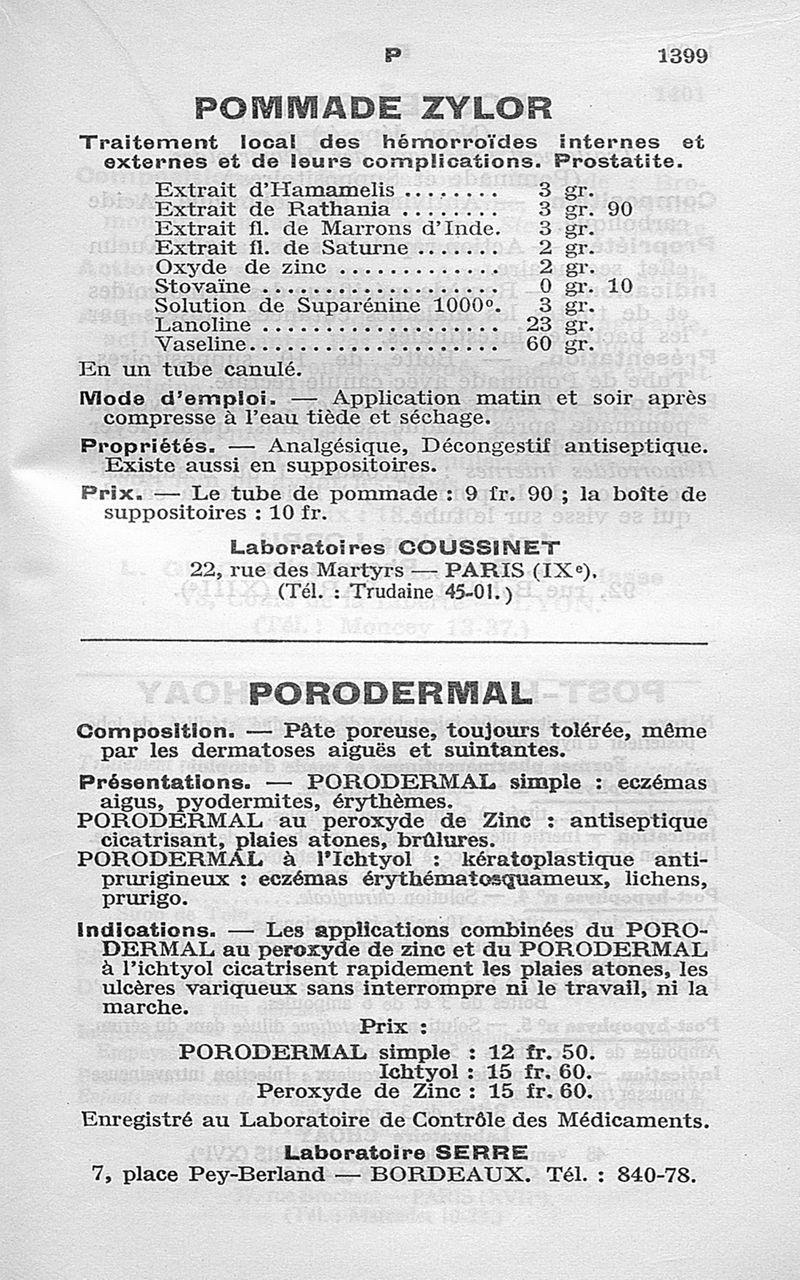 P 1399
POMMADE ZYLOR
Traitement local des hémorroïdes internes et
externes et de leurs complications. Prostatite.
Extrait d'Hamamelis ........ 3 gr.
Extrait de Rathania ........ 3 gr. 90
Extrait fl. de Marrons d'Inde. 3 gr.
Extrait fl. de Saturne ....... 2 gr.
Oxyde de zinc ............. 2 gr.
Stovaïne .................... 0 gr. 10
Solution de Suparénine 1000°. 3 gr.
Lanoline .................... 23 gr.
Vaseline..................... 60 gr.
En un tube canulé.
Mode d'emploi. — Application matin et soir après
compresse à l'eau tiède et séchage.
Propriétés. — Analgésique, Décongestif antiseptique.
Existe aussi en suppositoires.
Prix. — Le tube de pommade : 9 fr. 90 ; la boîte de
suppositoires : 10 fr.
Laboratoires COUSSINET
22, rue des Martyrs — PARIS (IXe).
(Tél. : Trudaine 45-01.)
PORODERMAL
Composition. — Pâte poreuse, toujours tolérée, même
par les dermatoses aiguës et suintantes.
Présentations. — PORODERMAL simple : eczémas
aigus, pyodermites, érythèmes.
PORODERMAL au peroxyde de Zinc : antiseptique
cicatrisant, plaies atones, brûlures.
PORODERMAL à l'Ichtyol : kératoplastique anti-
prurigineux : eczémas érythématosquameux, lichens,
prurigo.
Indications. — Les applications combinées du PORO-
DERMAL au peroxyde de zinc et du PORODERMAL
à l'ichtyol cicatrisent rapidement les plaies atones, les
ulcères variqueux sans interrompre ni le travail, ni la
marche.
Prix :
PORODERMAL simple : 12 fr. 50.
Ichtyol : 15 fr. 60.
Peroxyde de Zinc : 15 fr. 60.
Enregistré au Laboratoire de Contrôle des Médicaments.
Laboratoire SERRE
7, place Pey-Berland — BORDEAUX. Tél. : 840-78.